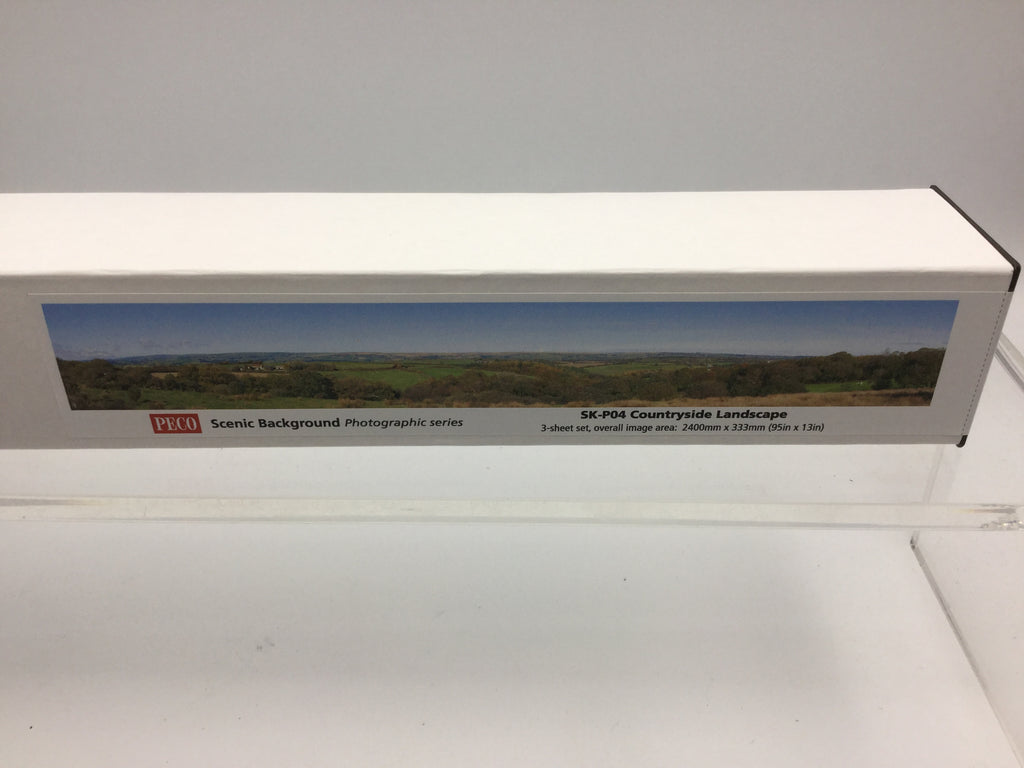 PECO Scenic Background Photographic series
SK-P04 Countryside Landscape
3-sheet set, overall image area: 2400mm x 333mm (95in x 13in)